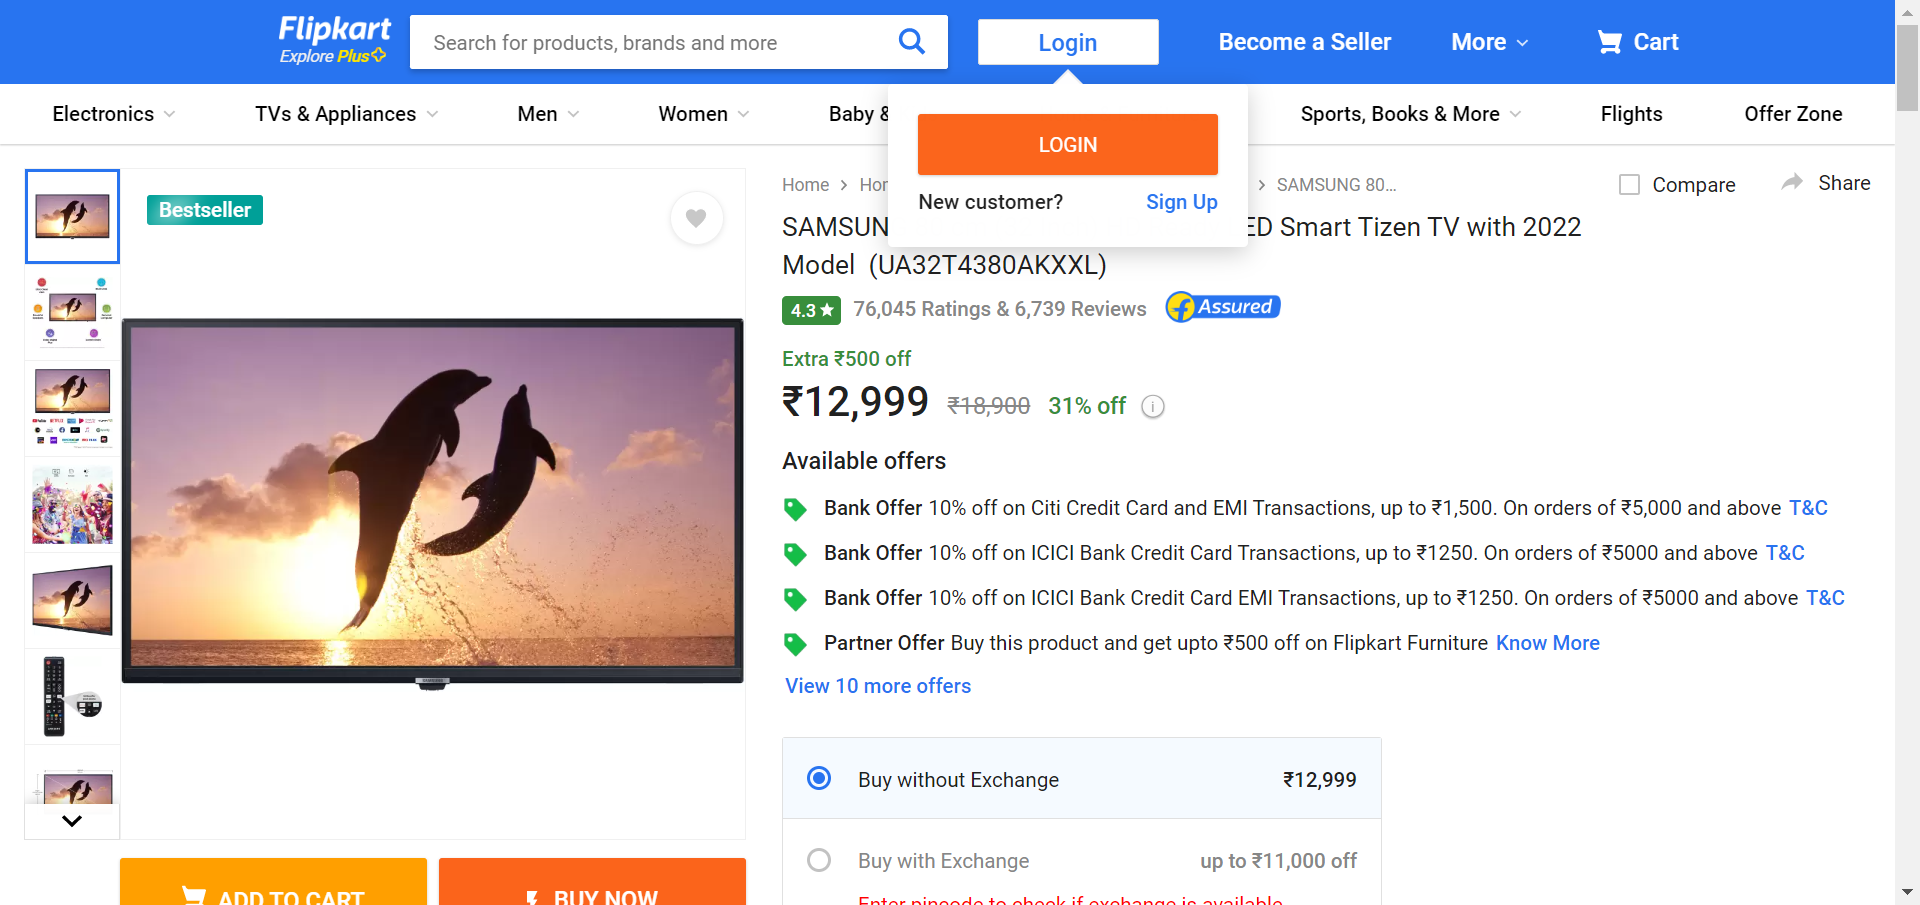 Flipkart
Explore Plus
Search for products, brands and more
Login
Become a Seller
More
Cart
Electronics
TVs & Appliances
Men
Women
Baby &
Sports, Books & More
Flights
Offer Zone
LOGIN
New customer? Sign Up
Bestseller
Home
SAMSUNG 80...
Compare
Share
Smart Tizen TV with 2022
Model (UA32T4380AKXXL)
4.3
76,045 Ratings & 6,739 Reviews
Assured
Extra ₹500 off
₹12,999 ₹18,900 31% off
Available offers
Bank Offer 10% off on Citi Credit Card and EMI Transactions, up to ₹1,500. On orders of ₹5,000 and above T&C
Bank Offer 10% off on ICICI Bank Credit Card Transactions, up to ₹1250. On orders of ₹5000 and above T&C
Bank Offer 10% off on ICICI Bank Credit Card EMI Transactions, up to ₹1250. On orders of ₹5000 and above T&C
Partner Offer Buy this product and get upto ₹500 off on Flipkart Furniture Know More
View 10 more offers
Buy without Exchange ₹12,999
Buy with Exchange up to ₹11,000 off
Enter pincode to check if exchange is available
ADD TO CART
BUY NOW